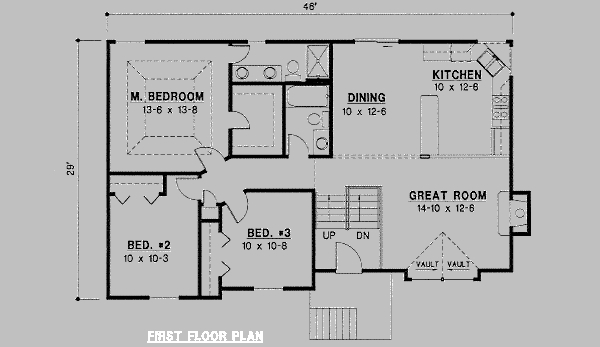 46'
KITCHEN
10 x 12-6
M. BEDROOM
13-6 x 13-8
DINING
10 x 12-6
29'
GREAT ROOM
14-10 x 12-6
UP DN
BED. #3
10 x 10-8
BED. #2
10 x 10-3
VAULT VAULT
FIRST FLOOR PLAN